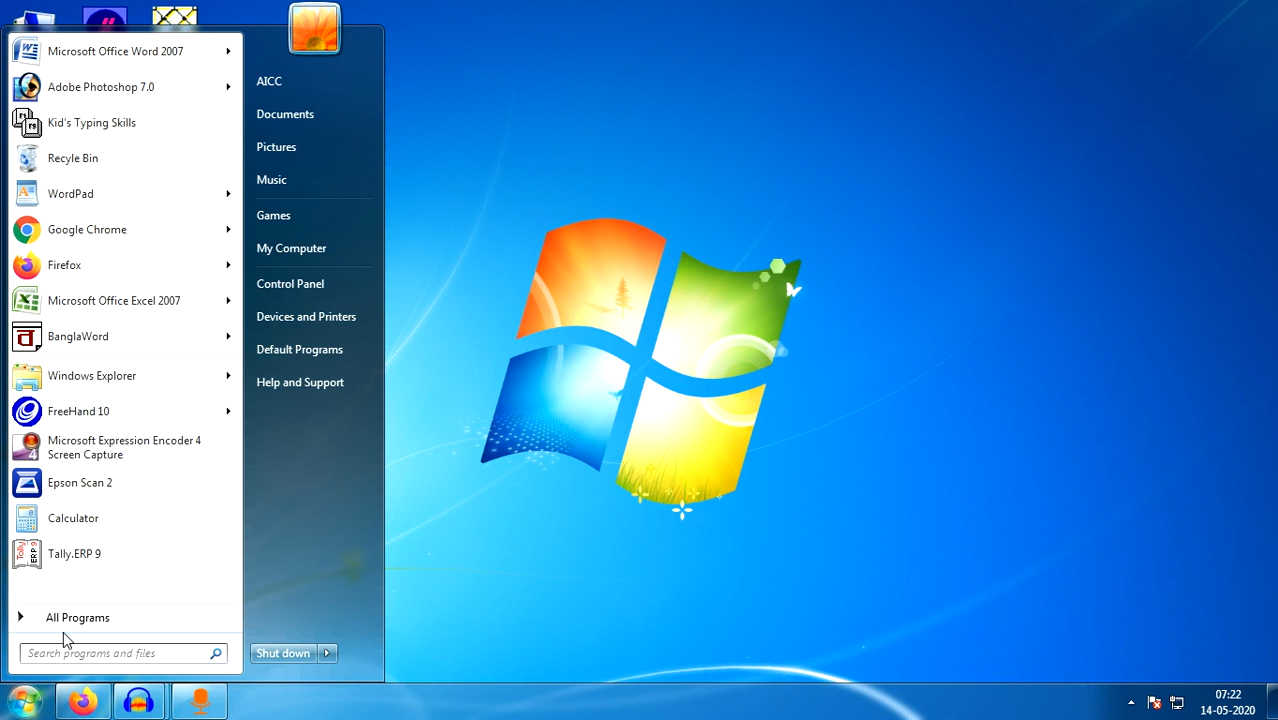 Microsoft Office Word 2007
Adobe Photoshop 7.0
Kid's Typing Skills
Recyle Bin
WordPad
Google Chrome
Firefox
Microsoft Office Excel 2007
BanglaWord
Windows Explorer
FreeHand 10
Microsoft Expression Encoder 4
Screen Capture
Epson Scan 2
Calculator
Tally.ERP 9
All Programs
Search programs and files
AICC
Documents
Pictures
Music
Games
My Computer
Control Panel
Devices and Printers
Default Programs
Help and Support
Shut down
07:22
14-05-2020